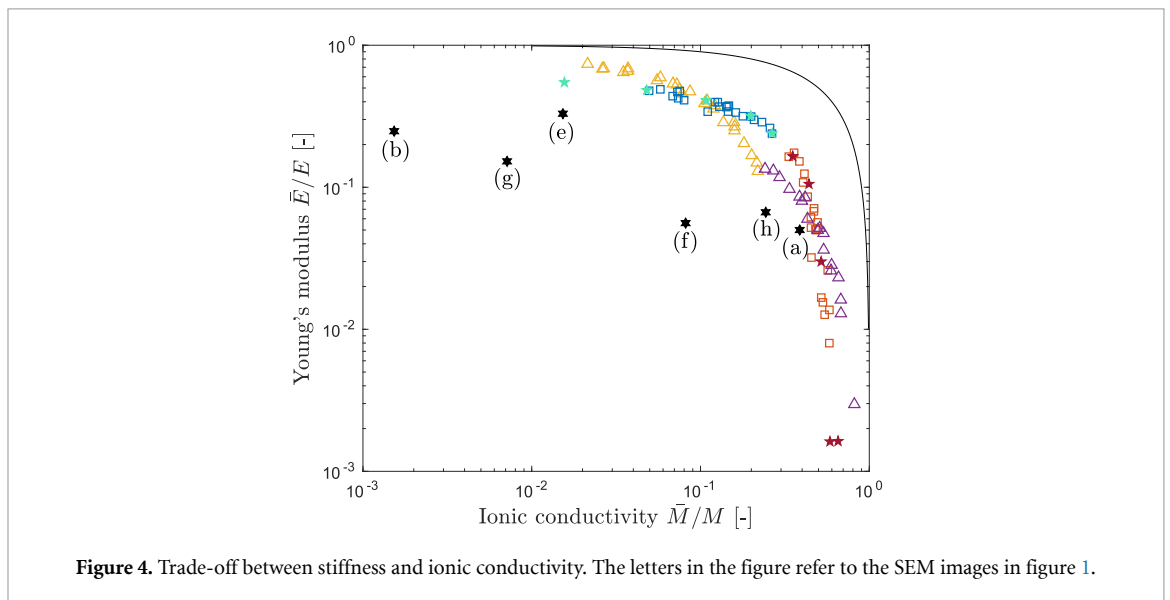 10^0
10^-1
10^-2
10^-3
Young's modulus Ē/E [-]
(b)
(e)
(g)
(f)
(h)
(a)
10^-3
10^-2
10^-1
10^0
Ionic conductivity M̄/M [-]
Figure 4. Trade-off between stiffness and ionic conductivity. The letters in the figure refer to the SEM images in figure 1.